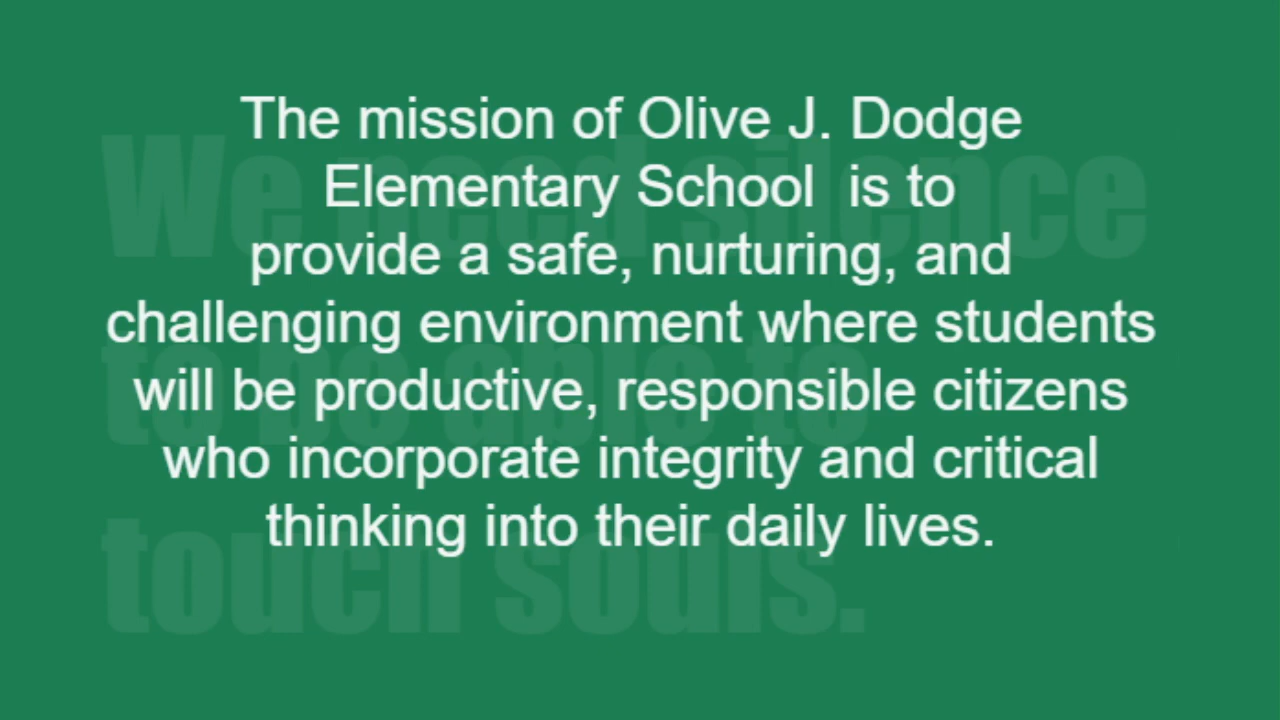 The mission of Olive J. Dodge
Elementary School  is to
provide a safe, nurturing, and
challenging environment where students
will be productive, responsible citizens
who incorporate integrity and critical
thinking into their daily lives.
We need silence
to be able to
touch souls.